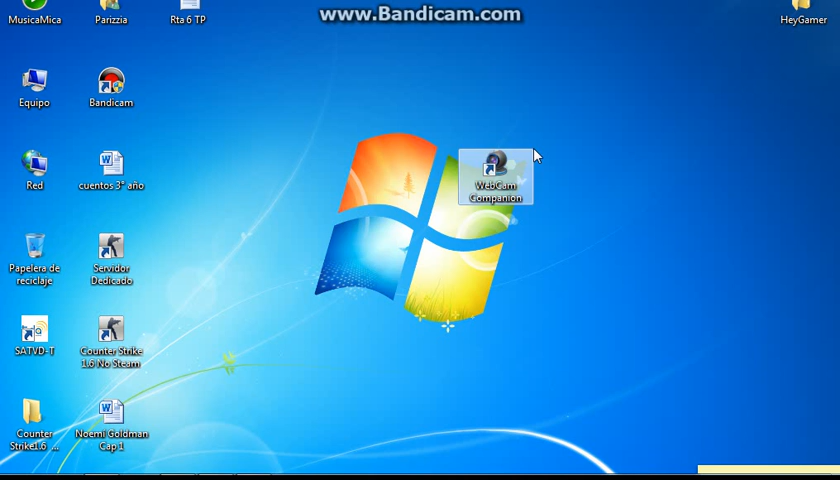 www.Bandicam.com
MusicaMica
Parizzia
Rta 6 TP
HeyGamer
Equipo
Bandicam
Red
cuentos 3° año
WebCam
Companion
Papelera de
reciclaje
Servidor
Dedicado
SATVD-T
Counter Strike
1.6 No Steam
Counter
Strike1.6 ...
Noemi Goldman
Cap 1